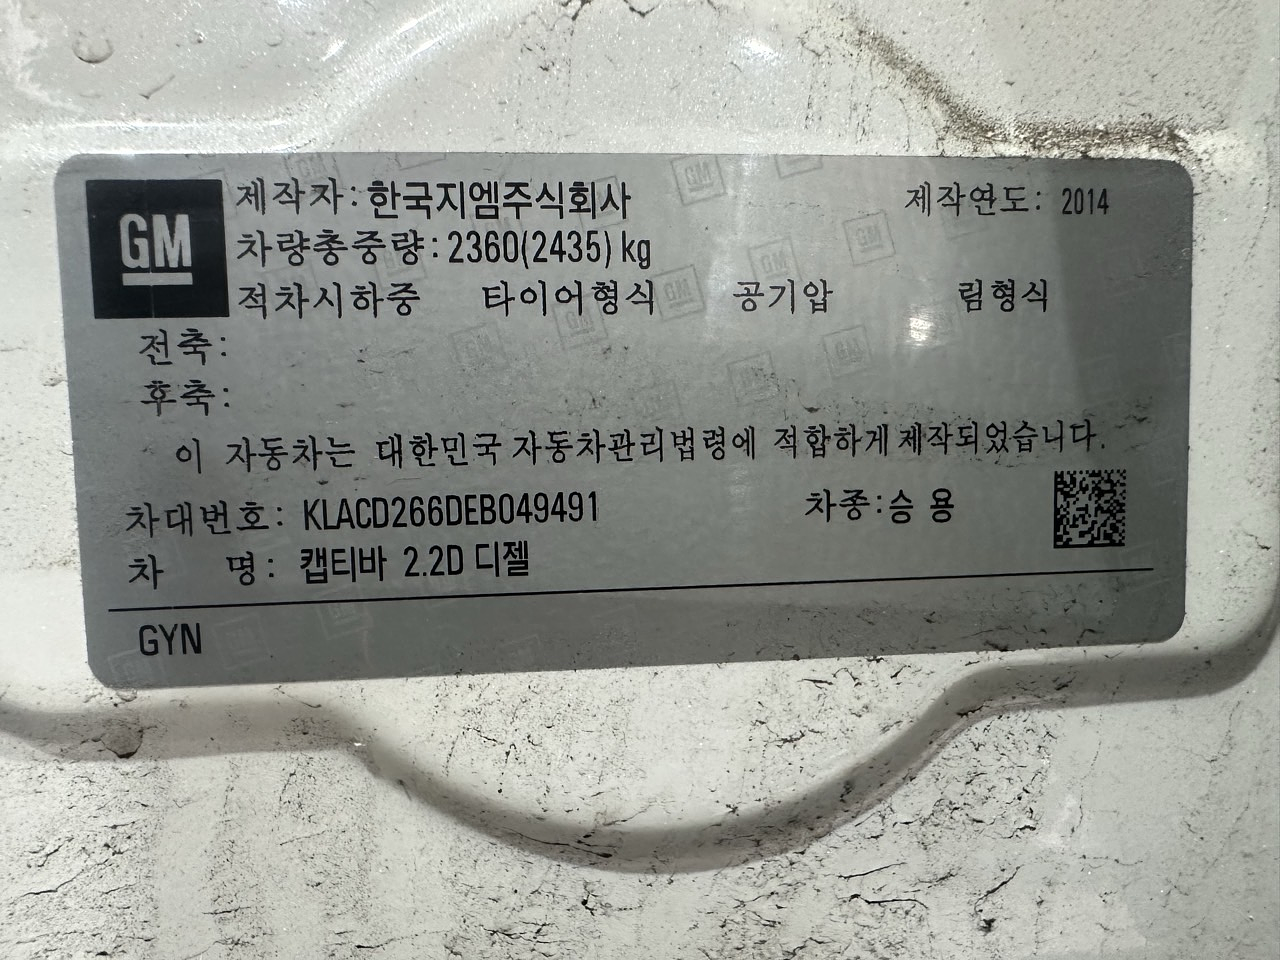 GM
제작자: 한국지엠주식회사 제작연도: 2014
차량총중량: 2360(2435) kg
적차시하중 타이어형식 공기압 림형식
전축:
후축:
이 자동차는 대한민국 자동차관리법령에 적합하게 제작되었습니다.
차대번호: KLACD266DEB049491 차종: 승 용
차 명: 캡티바 2.2D 디젤
GYN